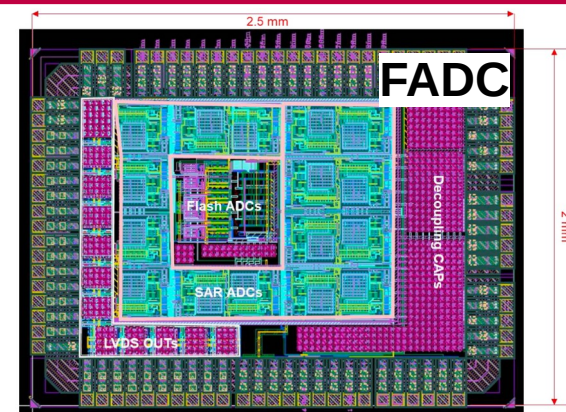 2.5 mm
FADC
Flash ADCs
Decoupling CAPs
SAR ADCs
LVDS OUTs